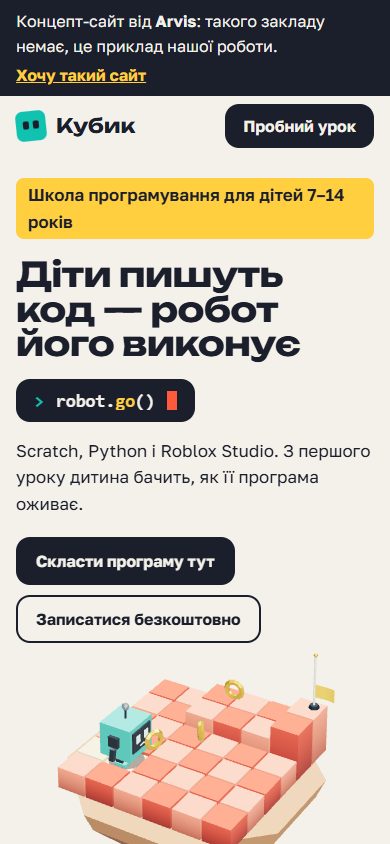 Концепт-сайт від Arvis: такого закладу
немає, це приклад нашої роботи.
Хочу такий сайт
Кубик
Пробний урок
Школа програмування для дітей 7–14
років
Діти пишуть
код — робот
його виконує
> robot.go()
Scratch, Python і Roblox Studio. З першого
уроку дитина бачить, як її програма
оживає.
Скласти програму тут
Записатися безкоштовно